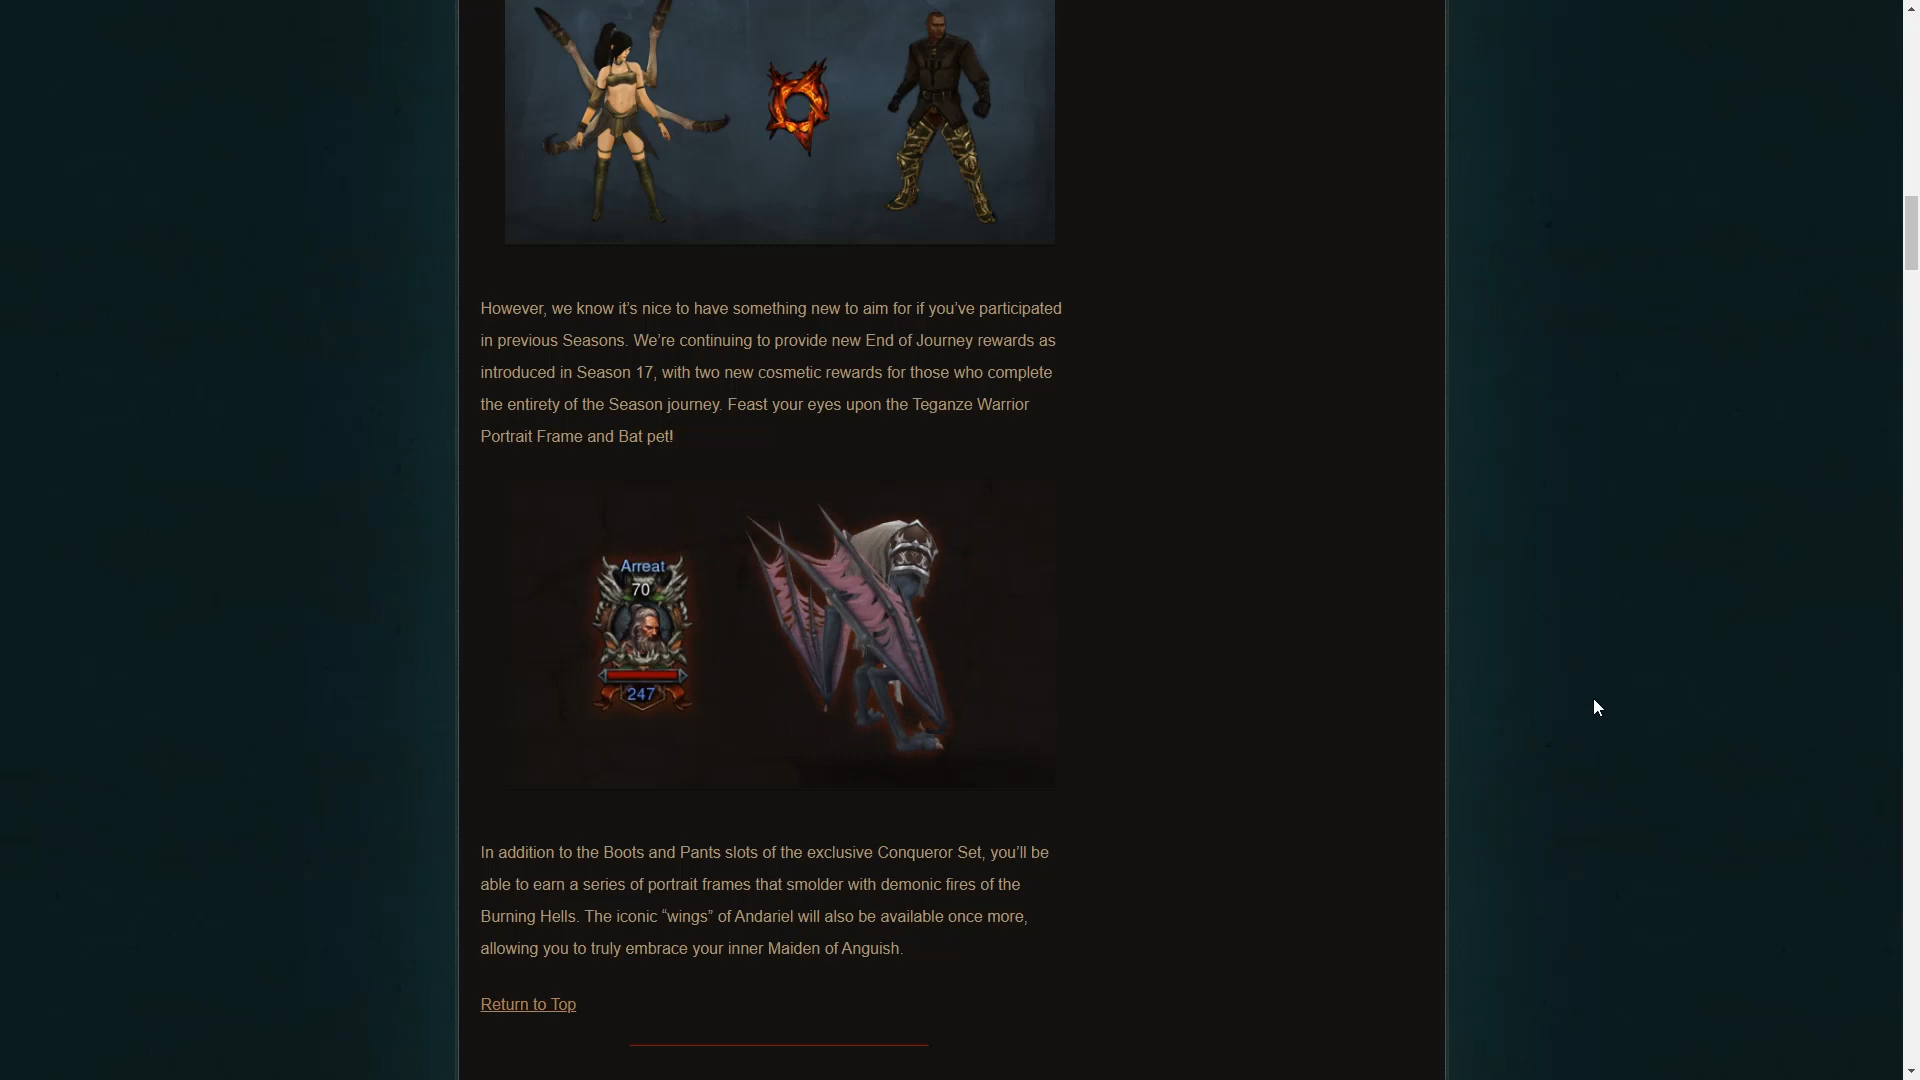 However, we know it’s nice to have something new to aim for if you’ve participated
in previous Seasons. We’re continuing to provide new End of Journey rewards as
introduced in Season 17, with two new cosmetic rewards for those who complete
the entirety of the Season journey. Feast your eyes upon the Teganze Warrior
Portrait Frame and Bat pet!
Arreat
70
247
In addition to the Boots and Pants slots of the exclusive Conqueror Set, you’ll be
able to earn a series of portrait frames that smolder with demonic fires of the
Burning Hells. The iconic “wings” of Andariel will also be available once more,
allowing you to truly embrace your inner Maiden of Anguish.
Return to Top